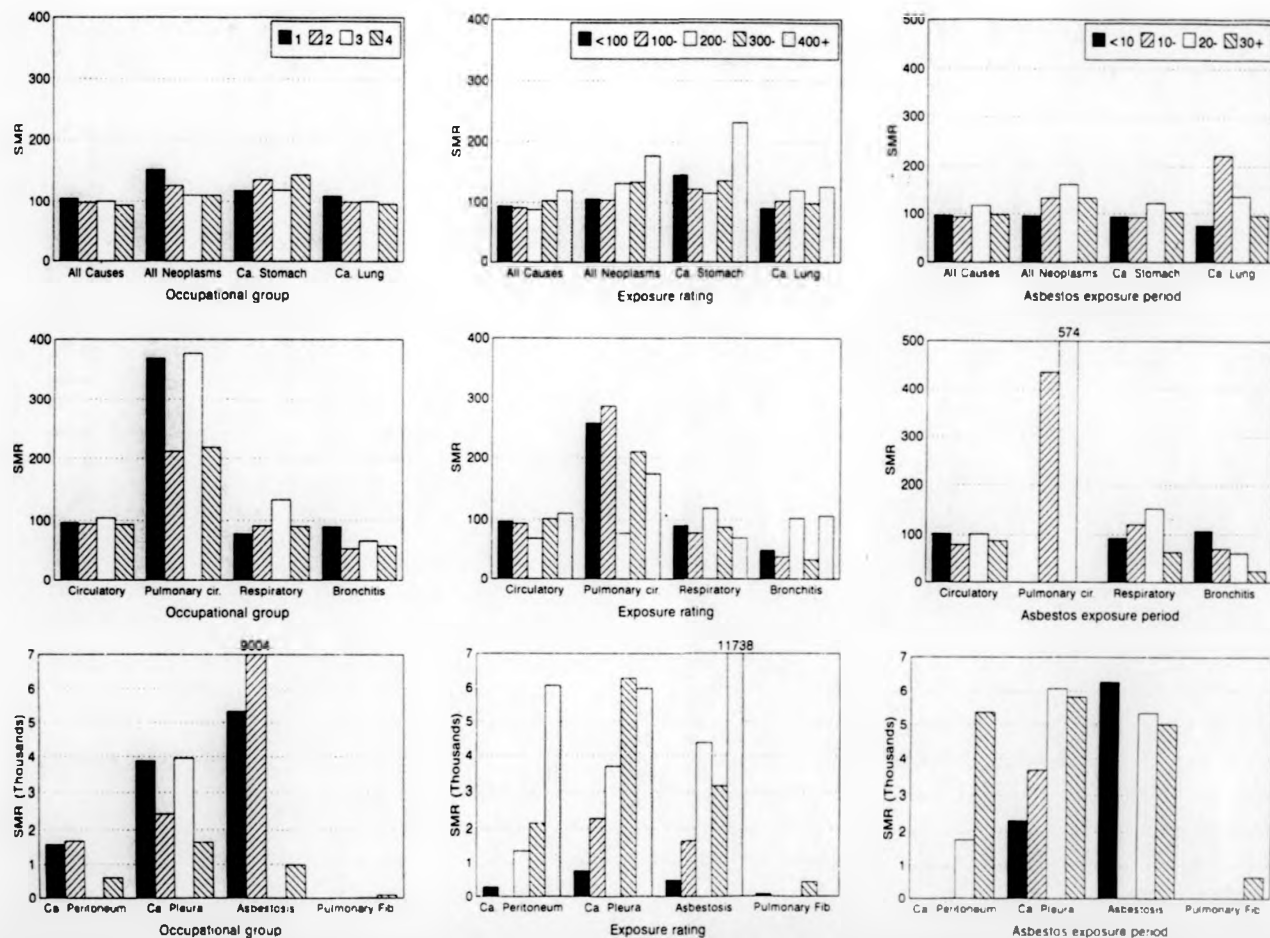 400
300
200
100
0
SMR
1 2 3 4
All Causes All Neoplasms Ca. Stomach Ca. Lung
Occupational group
400
300
200
100
0
SMR
<100 100- 200- 300- 400+
All Causes All Neoplasms Ca. Stomach Ca. Lung
Exposure rating
500
400
300
200
100
0
SMR
<10 10- 20- 30+
All Causes All Neoplasms Ca Stomach Ca Lung
Asbestos exposure period
400
300
200
100
0
SMR
Circulatory Pulmonary cir. Respiratory Bronchitis
Occupational group
400
300
200
100
0
SMR
Circulatory Pulmonary cir. Respiratory Bronchitis
Exposure rating
574
500
400
300
200
100
0
SMR
Circulatory Pulmonary cir. Respiratory Bronchitis
Asbestos exposure period
9004
7
6
5
4
3
2
1
0
SMR (Thousands)
Ca Peritoneum Ca Pleura Asbestosis Pulmonary Fib
Occupational group
11738
7
6
5
4
3
2
1
0
SMR (Thousands)
Ca. Peritoneum Ca. Pleura Asbestosis Pulmonary Fib
Exposure rating
7
6
5
4
3
2
1
0
SMR (Thousands)
Ca Peritoneum Ca Pleura Asbestosis Pulmonary Fib
Asbestos exposure period